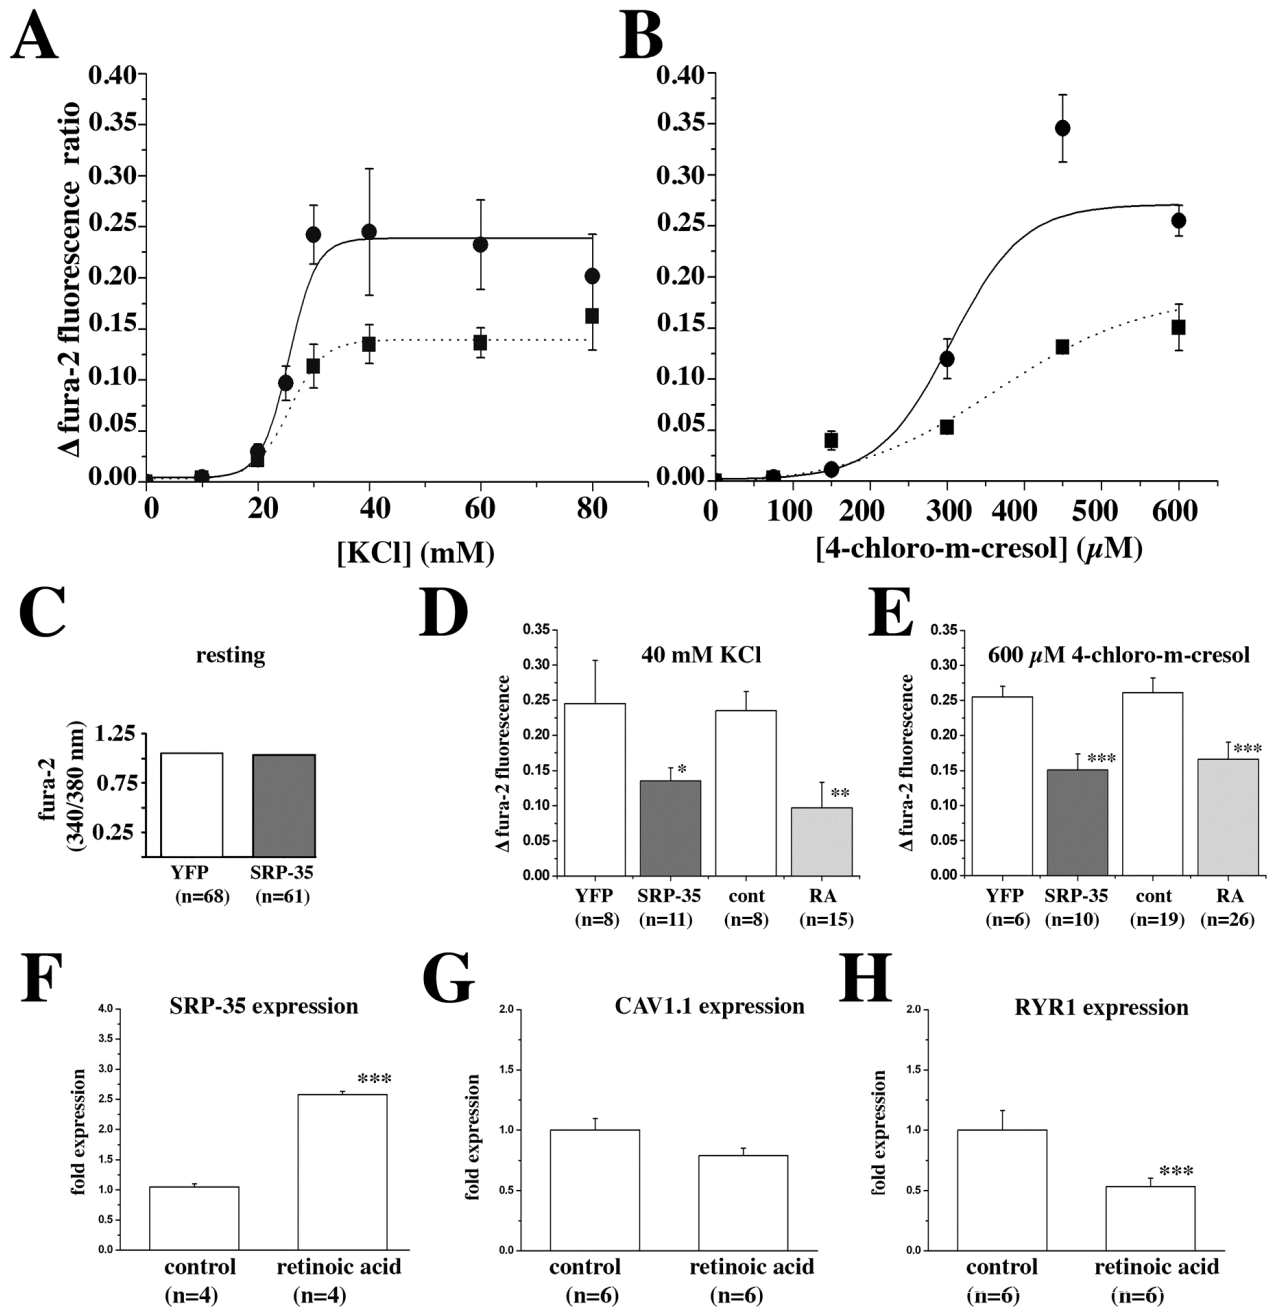 A
B
0.40
0.35
0.30
0.25
0.20
0.15
0.10
0.05
0.00
Δ fura-2 fluorescence ratio
0 20 40 60 80
[KCl] (mM)
0.40
0.35
0.30
0.25
0.20
0.15
0.10
0.05
0.00
0 100 200 300 400 500 600
[4-chloro-m-cresol] (µM)
C
resting
fura-2
(340/380 nm)
1.25
0.75
0.25
YFP SRP-35
(n=68) (n=61)
D
40 mM KCl
Δ fura-2 fluorescence
0.35
0.30
0.25
0.20
0.15
0.10
0.05
0.00
*
**
YFP SRP-35 cont RA
(n=8) (n=11) (n=8) (n=15)
E
600 µM 4-chloro-m-cresol
Δ fura-2 fluorescence
0.35
0.30
0.25
0.20
0.15
0.10
0.05
0.00
***
***
YFP SRP-35 cont RA
(n=6) (n=10) (n=19) (n=26)
F
SRP-35 expression
fold expression
4.0
3.5
3.0
2.5
2.0
1.5
1.0
0.5
0.0
***
control retinoic acid
(n=4) (n=4)
G
CAV1.1 expression
fold expression
2.0
1.5
1.0
0.5
0.0
control retinoic acid
(n=6) (n=6)
H
RYR1 expression
fold expression
2.0
1.5
1.0
0.5
0.0
***
control retinoic acid
(n=6) (n=6)